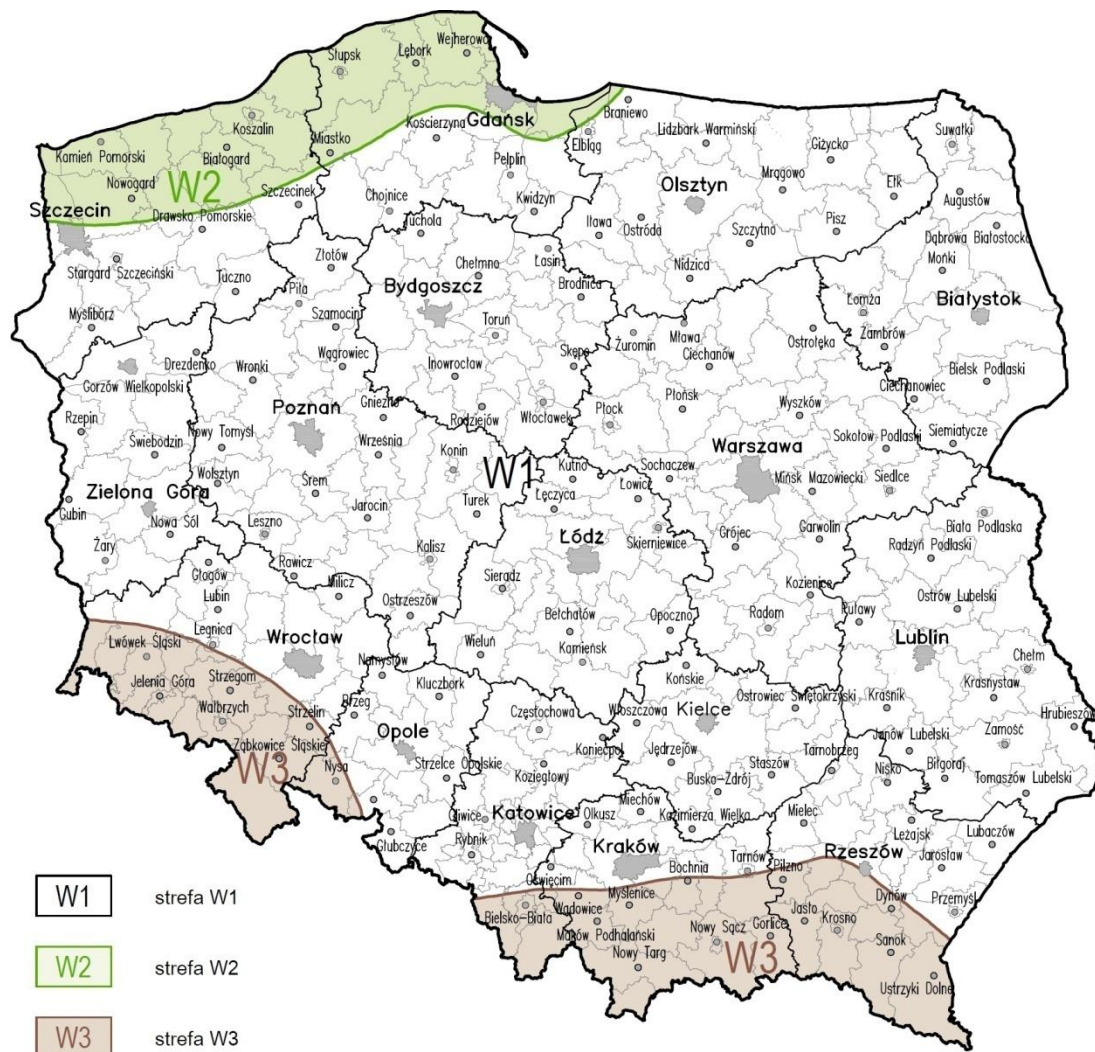 Wejherowo
Lębork
Słupsk
Koszalin
Gdańsk
Braniewo
Kościerzyna
Miastko
Elbląg
Lidzbark Warmiński
Giżycko
Suwałki
Kamień Pomorski
Białogard
Pelplin
Mrągowo
Nowogard
W2
Szczecinek
Olsztyn
Ełk
Augustów
Szczecin
Chojnice
Kwidzyn
Drawsko Pomorskie
Tuchola
Iława
Ostróda
Szczytno
Pisz
Dąbrowa Białostocka
Stargard Szczeciński
Złotów
Chełmno
Łasin
Mońki
Tuczno
Nidzica
Bydgoszcz
Brodnica
Łomża
Białystok
Piła
Myślibórz
Szamocin
Toruń
Żuromin
Mława
Ostrołęka
Zambrów
Drezdenko
Wągrowiec
Skępe
Ciechanów
Wronki
Inowrocław
Bielsk Podlaski
Gorzów Wielkopolski
Ciechanowiec
Gniezno
Radziejów
Włocławek
Płock
Płońsk
Wyszków
Rzepin
Poznań
Siemiatycze
Świebodzin
Nowy Tomyśl
Września
Sokołów Podlaski
Konin
Warszawa
W1
Kutno
Sochaczew
Wolsztyn
Mińsk Mazowiecki
Siedlce
Zielona Góra
Śrem
Łęczyca
Łowicz
Gubin
Turek
Nowa Sól
Jarocin
Biała Podlaska
Leszno
Łódź
Skierniewice
Grójec
Garwolin
Żary
Kalisz
Radzyń Podlaski
Rawicz
Głogów
Milicz
Sieradz
Kozienice
Lubin
Ostrzeszów
Bełchatów
Opoczno
Radom
Puławy
Ostrów Lubelski
Legnica
Wrocław
Lublin
Lwówek Śląski
Wieluń
Kamieńsk
Namysłów
Chełm
Jelenia Góra
Strzegom
Kluczbork
Końskie
Ostrowiec Świętokrzyski
Kraśnik
Krasnystaw
Brzeg
Częstochowa
Włoszczowa
Kielce
Wałbrzych
Strzelin
Hrubieszów
Opole
Zamość
Ząbkowice Śląskie
Koniecpol
Jędrzejów
Tarnobrzeg
Janów Lubelski
W3
Nysa
Strzelce Opolskie
Koziegłowy
Staszów
Nisko
Biłgoraj
Busko-Zdrój
Tomaszów Lubelski
Gliwice
Katowice
Olkusz
Miechów
Kazimierza Wielka
Mielec
Głubczyce
Rybnik
Leżajsk
Lubaczów
Kraków
Rzeszów
Oświęcim
Bochnia
Tarnów
Pilzno
Jarosław
Myślenice
Przemyśl
Wadowice
Dynów
Bielsko-Biała
Jasło
Krosno
Maków Podhalański
Nowy Sącz
Gorlice
Sanok
Nowy Targ
W3
Ustrzyki Dolne
W1 strefa W1
W2 strefa W2
W3 strefa W3